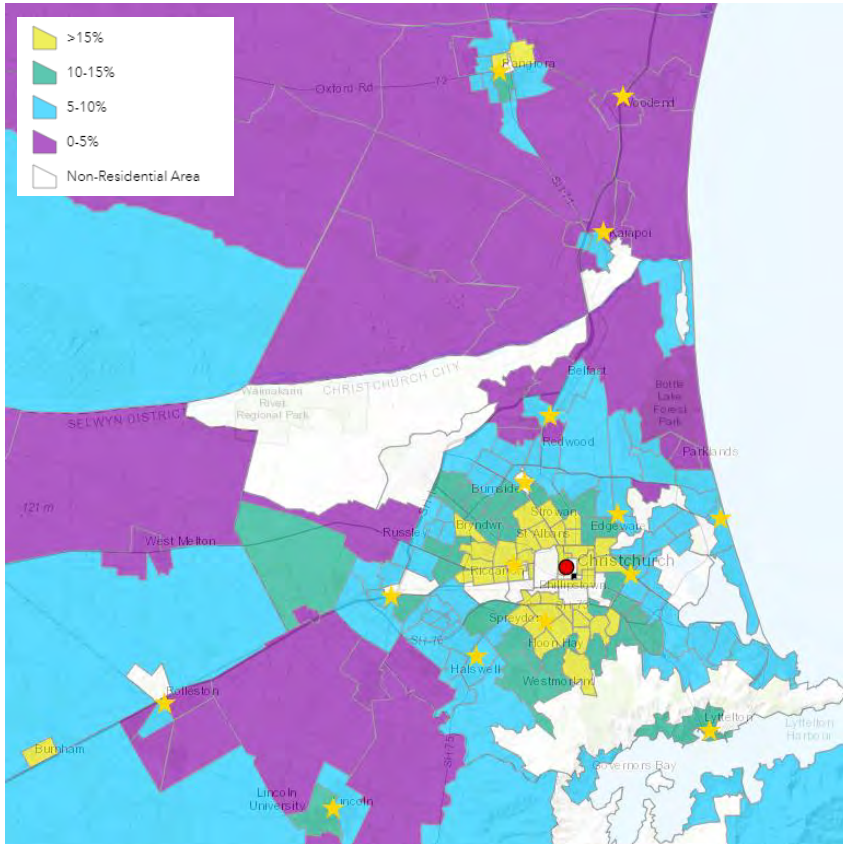 >15%
10-15%
5-10%
0-5%
Non-Residential Area
Rangiora
Oxford Rd
72
Woodend
SH-71
Kaiapoi
CHRISTCHURCH CITY
Waimakariri
River
Regional Park
SELWYN DISTRICT
Belfast
Bottle
Lake
Forest
Park
Redwood
Parklands
Burnside
121 m
Strowan
Bryndwr
St Albans
Edgeware
Russley
West Melton
Riccarton
Christchurch
Phillipstown
Spreydon
SH-76
Hoon Hay
Halswell
Westmorland
Rolleston
Lyttelton
Lyttelton
Harbour
Burnham
SH-75
Governors Bay
Lincoln
University
Lincoln